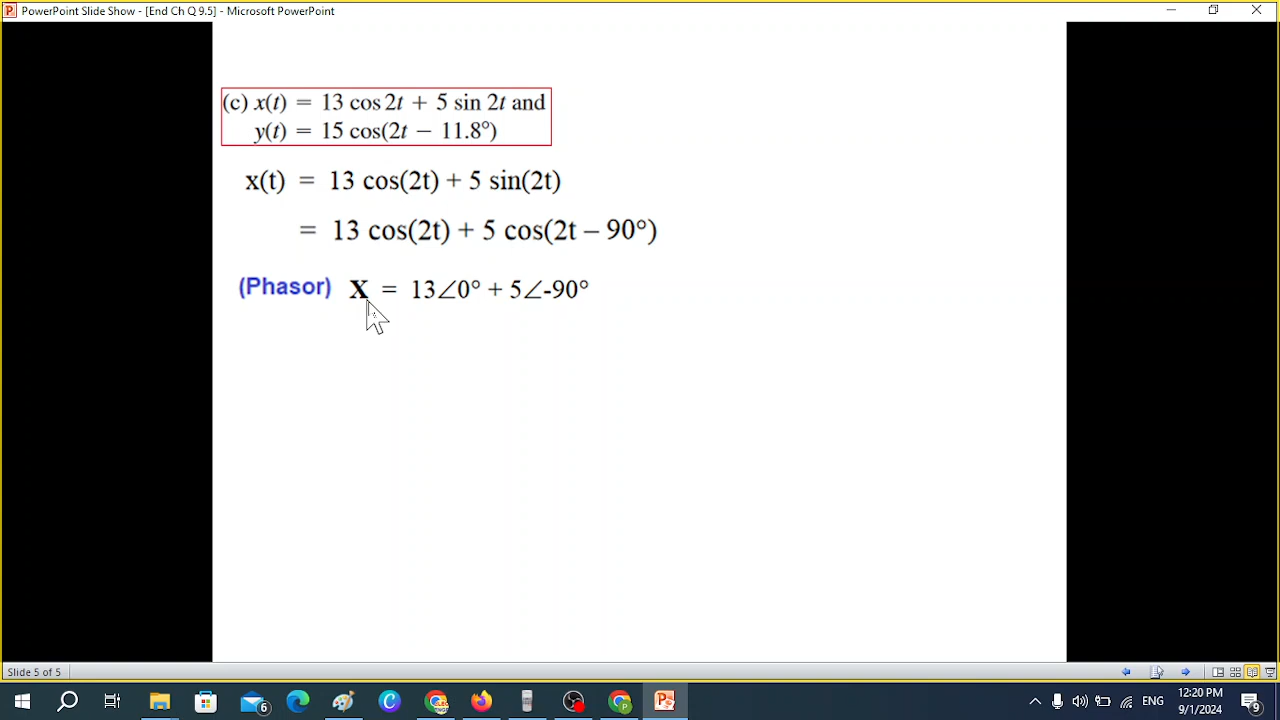 PowerPoint Slide Show - [End Ch Q 9.5] - Microsoft PowerPoint
(c) x(t) = 13 cos 2t + 5 sin 2t and
y(t) = 15 cos(2t − 11.8°)
x(t) = 13 cos(2t) + 5 sin(2t)
= 13 cos(2t) + 5 cos(2t – 90°)
(Phasor) X = 13∠0° + 5∠-90°
Slide 5 of 5
6
ENG
12:20 PM
9/1/2024
9